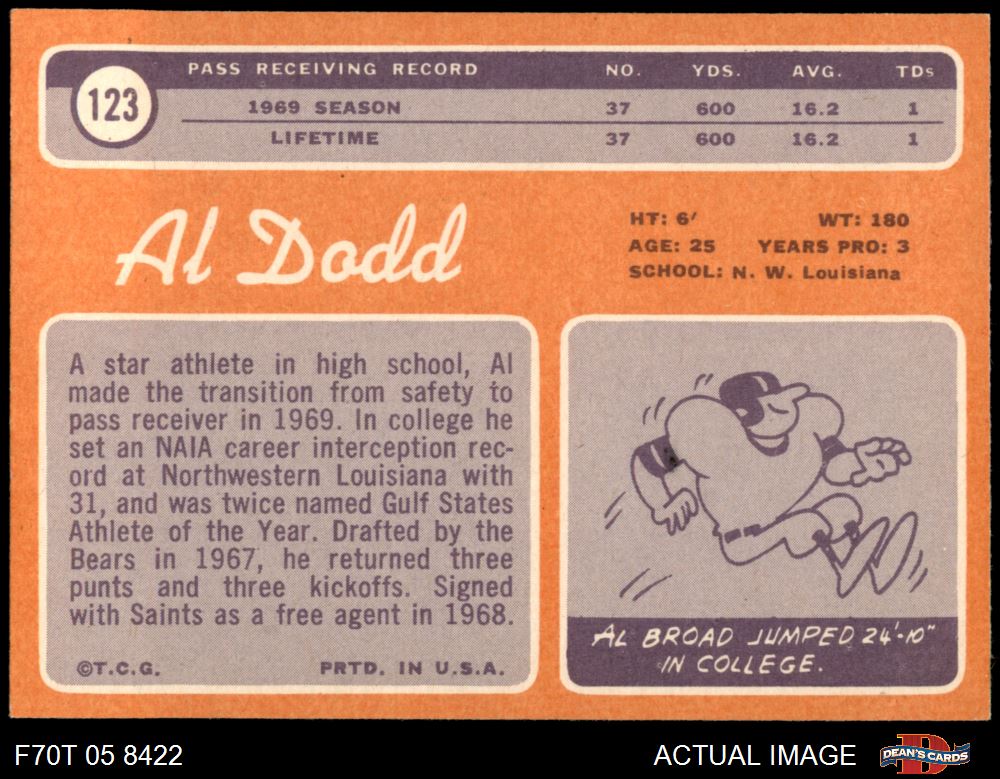 123
PASS RECEIVING RECORD NO. YDS. AVG. TDs
1969 SEASON 37 600 16.2 1
LIFETIME 37 600 16.2 1
Al Dodd
HT: 6′ WT: 180
AGE: 25 YEARS PRO: 3
SCHOOL: N. W. Louisiana
A star athlete in high school, Al
made the transition from safety to
pass receiver in 1969. In college he
set an NAIA career interception rec-
ord at Northwestern Louisiana with
31, and was twice named Gulf States
Athlete of the Year. Drafted by the
Bears in 1967, he returned three
punts and three kickoffs. Signed
with Saints as a free agent in 1968.
©T.C.G. PRTD. IN U.S.A.
AL BROAD JUMPED 24'-10"
IN COLLEGE.
F70T 05 8422
ACTUAL IMAGE
D
DEAN'S CARDS